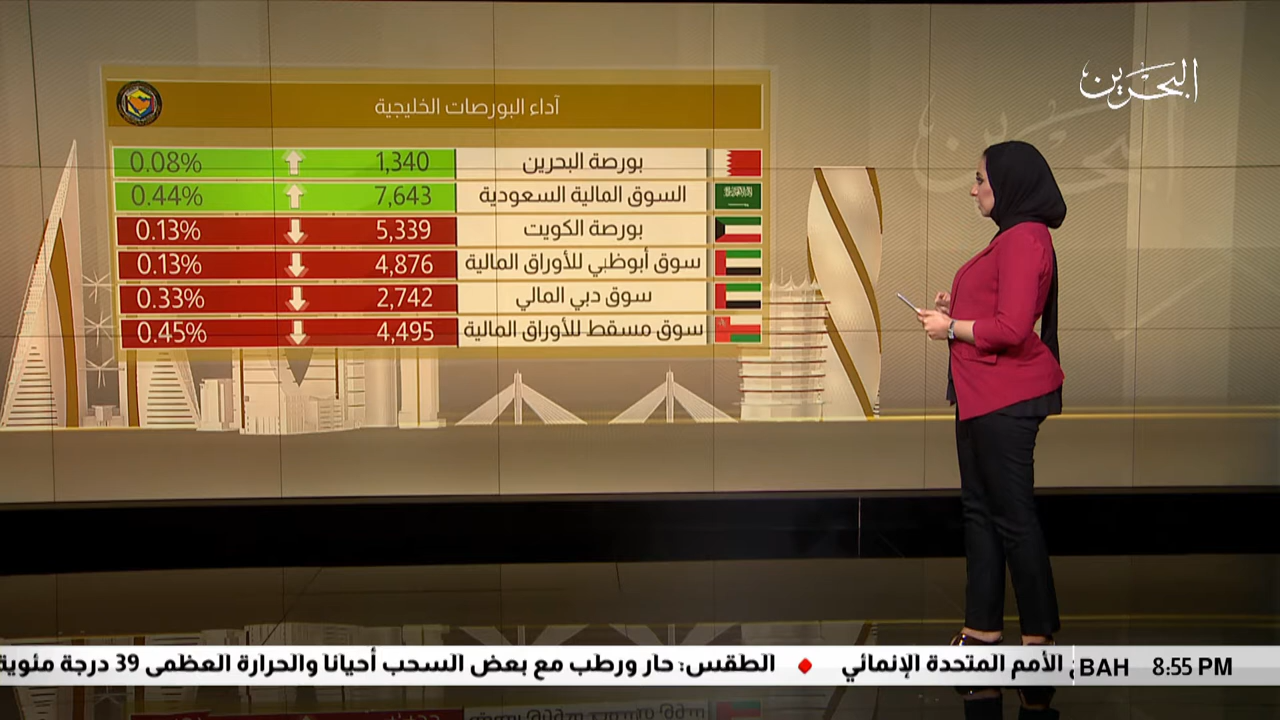 البحرين
آداء البورصات الخليجية
بورصة البحرين 1,340 0.08%
السوق المالية السعودية 7,643 0.44%
بورصة الكويت 5,339 0.13%
سوق أبوظبي للأوراق المالية 4,876 0.13%
سوق دبي المالي 2,742 0.33%
سوق مسقط للأوراق المالية 4,495 0.45%
الأمم المتحدة الإنمائي
الطقس: حار ورطب مع بعض السحب أحيانا والحرارة العظمى 39 درجة مئوية
BAH 8:55 PM